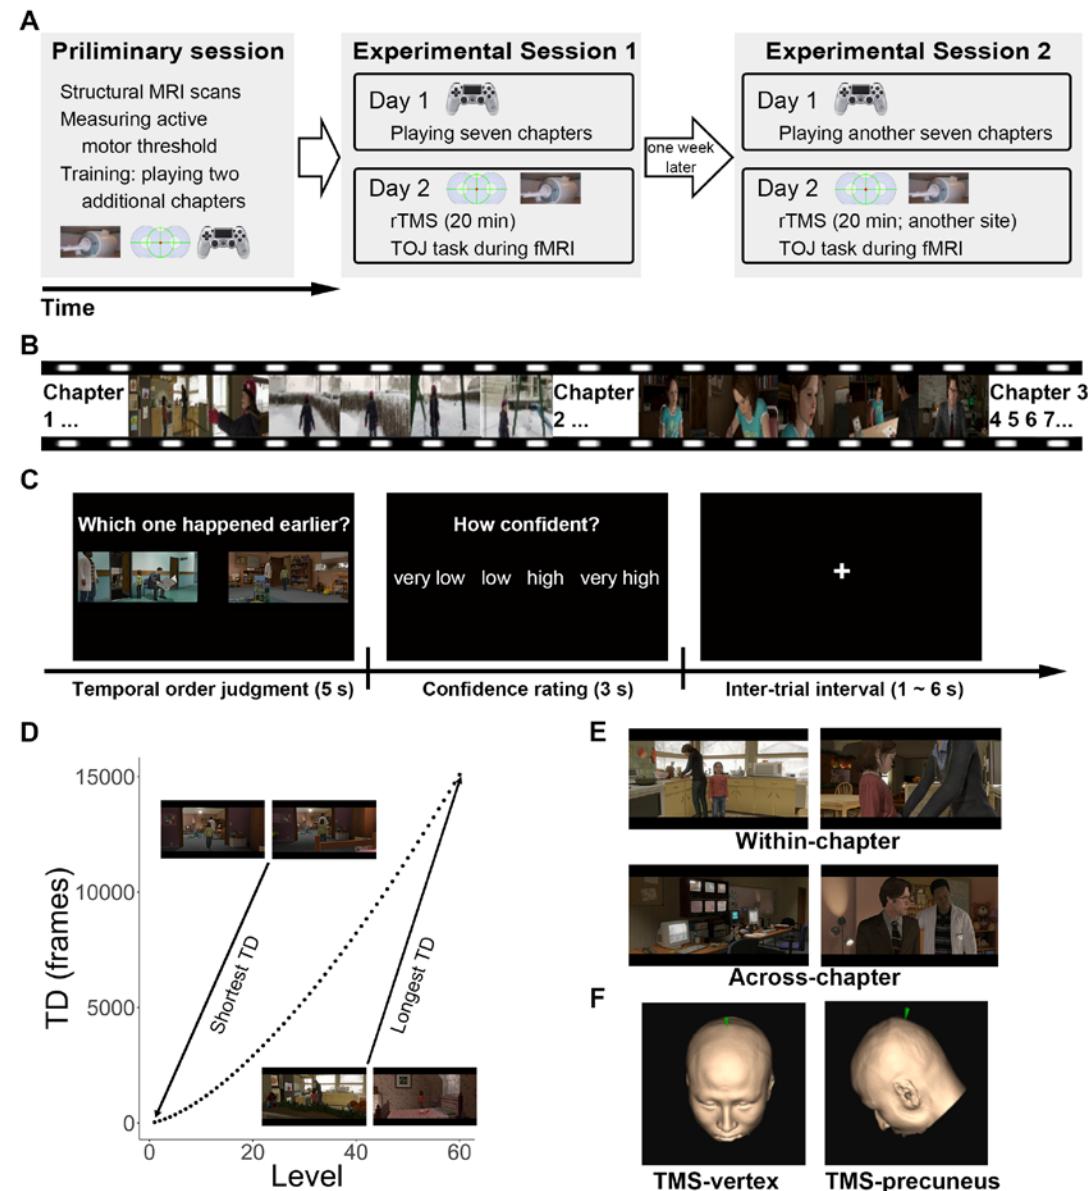 A
Priliminary session
Structural MRI scans
Measuring active
motor threshold
Training: playing two
additional chapters
Experimental Session 1
Day 1
Playing seven chapters
Day 2
rTMS (20 min)
TOJ task during fMRI
one week
later
Experimental Session 2
Day 1
Playing another seven chapters
Day 2
rTMS (20 min; another site)
TOJ task during fMRI
Time
B
Chapter
1 ...
Chapter
2 ...
Chapter 3
4 5 6 7...
C
Which one happened earlier?
How confident?
very low low high very high
+
Temporal order judgment (5 s)
Confidence rating (3 s)
Inter-trial interval (1 ~ 6 s)
D
TD (frames)
15000
10000
5000
0
Shortest TD
Longest TD
0 20 40 60
Level
E
Within-chapter
Across-chapter
F
TMS-vertex
TMS-precuneus